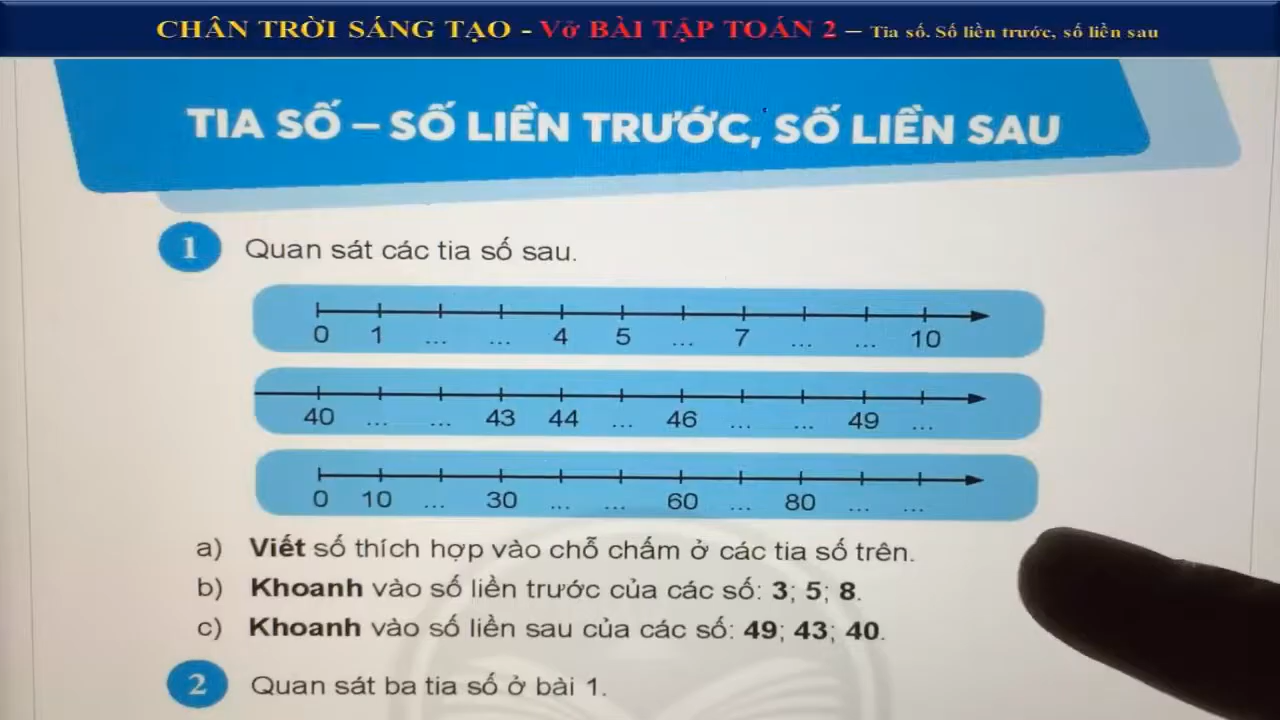 CHÂN TRỜI SÁNG TẠO - Vở BÀI TẬP TOÁN 2 – Tia số. Số liền trước, số liền sau
TIA SỐ – SỐ LIỀN TRƯỚC, SỐ LIỀN SAU
1 Quan sát các tia số sau.
0 1 ... ... 4 5 ... 7 ... ... 10
40 ... ... 43 44 ... 46 ... ... 49 ...
0 10 ... 30 ... ... 60 ... 80 ... ...
a) Viết số thích hợp vào chỗ chấm ở các tia số trên.
b) Khoanh vào số liền trước của các số: 3; 5; 8.
c) Khoanh vào số liền sau của các số: 49; 43; 40.
2 Quan sát ba tia số ở bài 1.